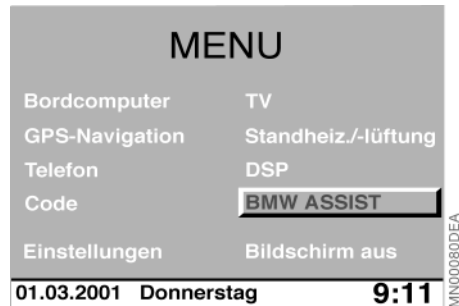 MENU
Bordcomputer TV
GPS-Navigation Standheiz./-lüftung
Telefon DSP
Code BMW ASSIST
Einstellungen Bildschirm aus
01.03.2001 Donnerstag 9:11
MN00080DEA